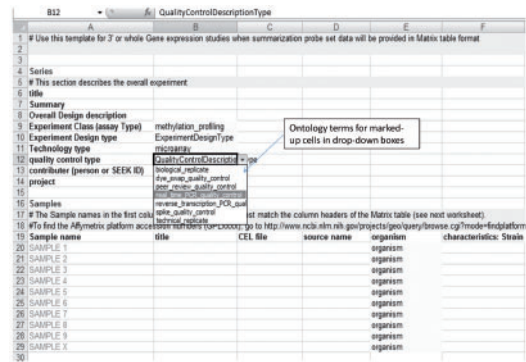 B12 fx QualityControlDescriptionType
A B C D E F
1 # Use this template for 3' or whole Gene expression studies when summarization probe set data will be provided in Matrix table format
2
3
4 Series
5 # This section describes the overall experiment
6 title
7 Summary
8 Overall Design description
9 Experiment Class (assay Type) methylation_profiling
10 Experiment Design type ExperimentDesignType
11 Technology type microarray
Ontology terms for marked-
up cells in drop-down boxes
12 quality control type QualityControlDescriptio pe
13 contributer (person or SEEK ID) biological_replicate
dye_swap_quality_control
14 project peer_review_quality_control
15 real_time_PCR_quality_control
16 Samples reverse_transcription_PCR_qual
spike_quality_control
technical_replicate
17 # The Sample names in the first colu st match the column headers of the Matrix table (see next worksheet).
18 #To find the Affymetrix platform accession numbers go to http://www.ncbi.nlm.nih.gov/projects/geo/query/browse.cgi?mode=findplatform
19 Sample name title CEL file source name organism characteristics: Strain
20 SAMPLE 1 organism
21 SAMPLE 2 organism
22 SAMPLE 3 organism
23 SAMPLE 4 organism
24 SAMPLE 5 organism
25 SAMPLE 6 organism
26 SAMPLE 7 organism
27 SAMPLE 8 organism
28 SAMPLE 9 organism
29 SAMPLE X organism
30